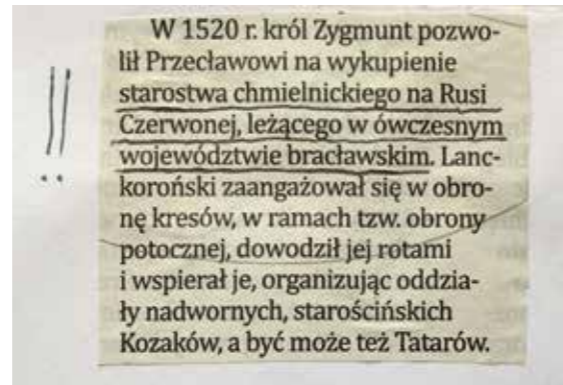 W 1520 r. król Zygmunt pozwo-
lił Przecławowi na wykupienie
starostwa chmielnickiego na Rusi
Czerwonej, leżącego w ówczesnym
województwie bracławskim. Lanc-
koroński zaangażował się w obro-
nę kresów, w ramach tzw. obrony
potocznej, dowodził jej rotami
i wspierał je, organizując oddzia-
ły nadwornych, starościńskich
Kozaków, a być może też Tatarów.
!!